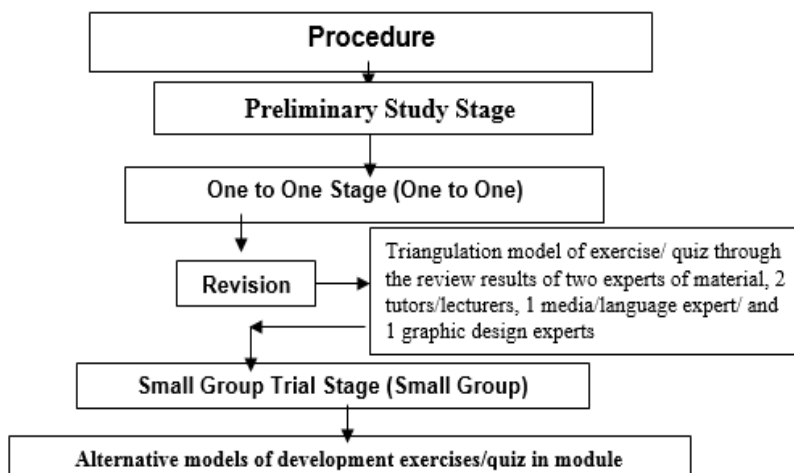 Procedure
Preliminary Study Stage
One to One Stage (One to One)
Revision
Triangulation model of exercise/ quiz through
the review results of two experts of material, 2
tutors/lecturers, 1 media/language expert/ and
1 graphic design experts
Small Group Trial Stage (Small Group)
Alternative models of development exercises/quiz in module